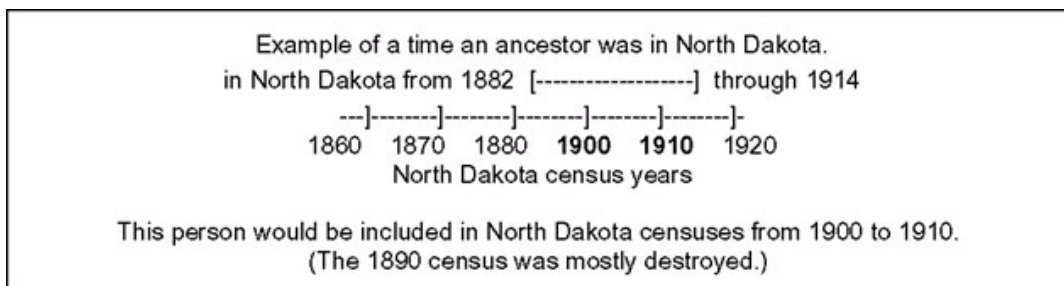 Example of a time an ancestor was in North Dakota.
in North Dakota from 1882 [-------------------] through 1914
---]--------]--------]--------]--------]--------]-
1860 1870 1880 1900 1910 1920
North Dakota census years
This person would be included in North Dakota censuses from 1900 to 1910.
(The 1890 census was mostly destroyed.)